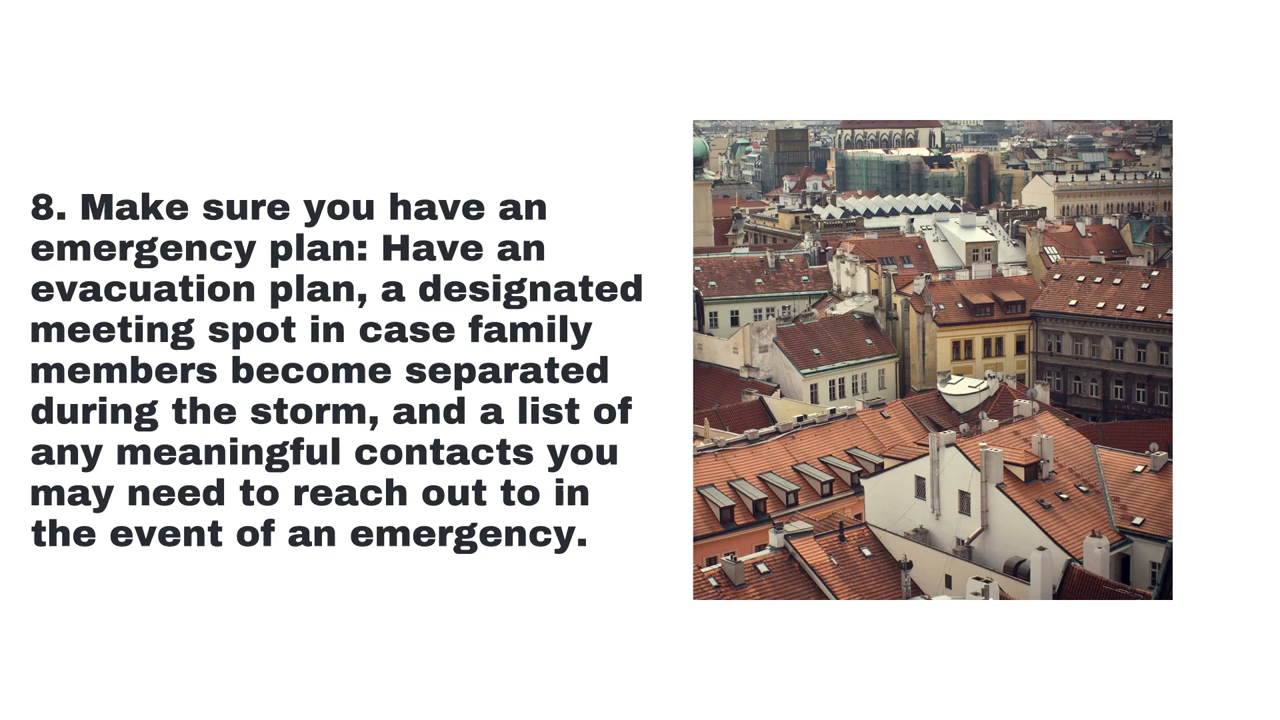 8. Make sure you have an
emergency plan: Have an
evacuation plan, a designated
meeting spot in case family
members become separated
during the storm, and a list of
any meaningful contacts you
may need to reach out to in
the event of an emergency.